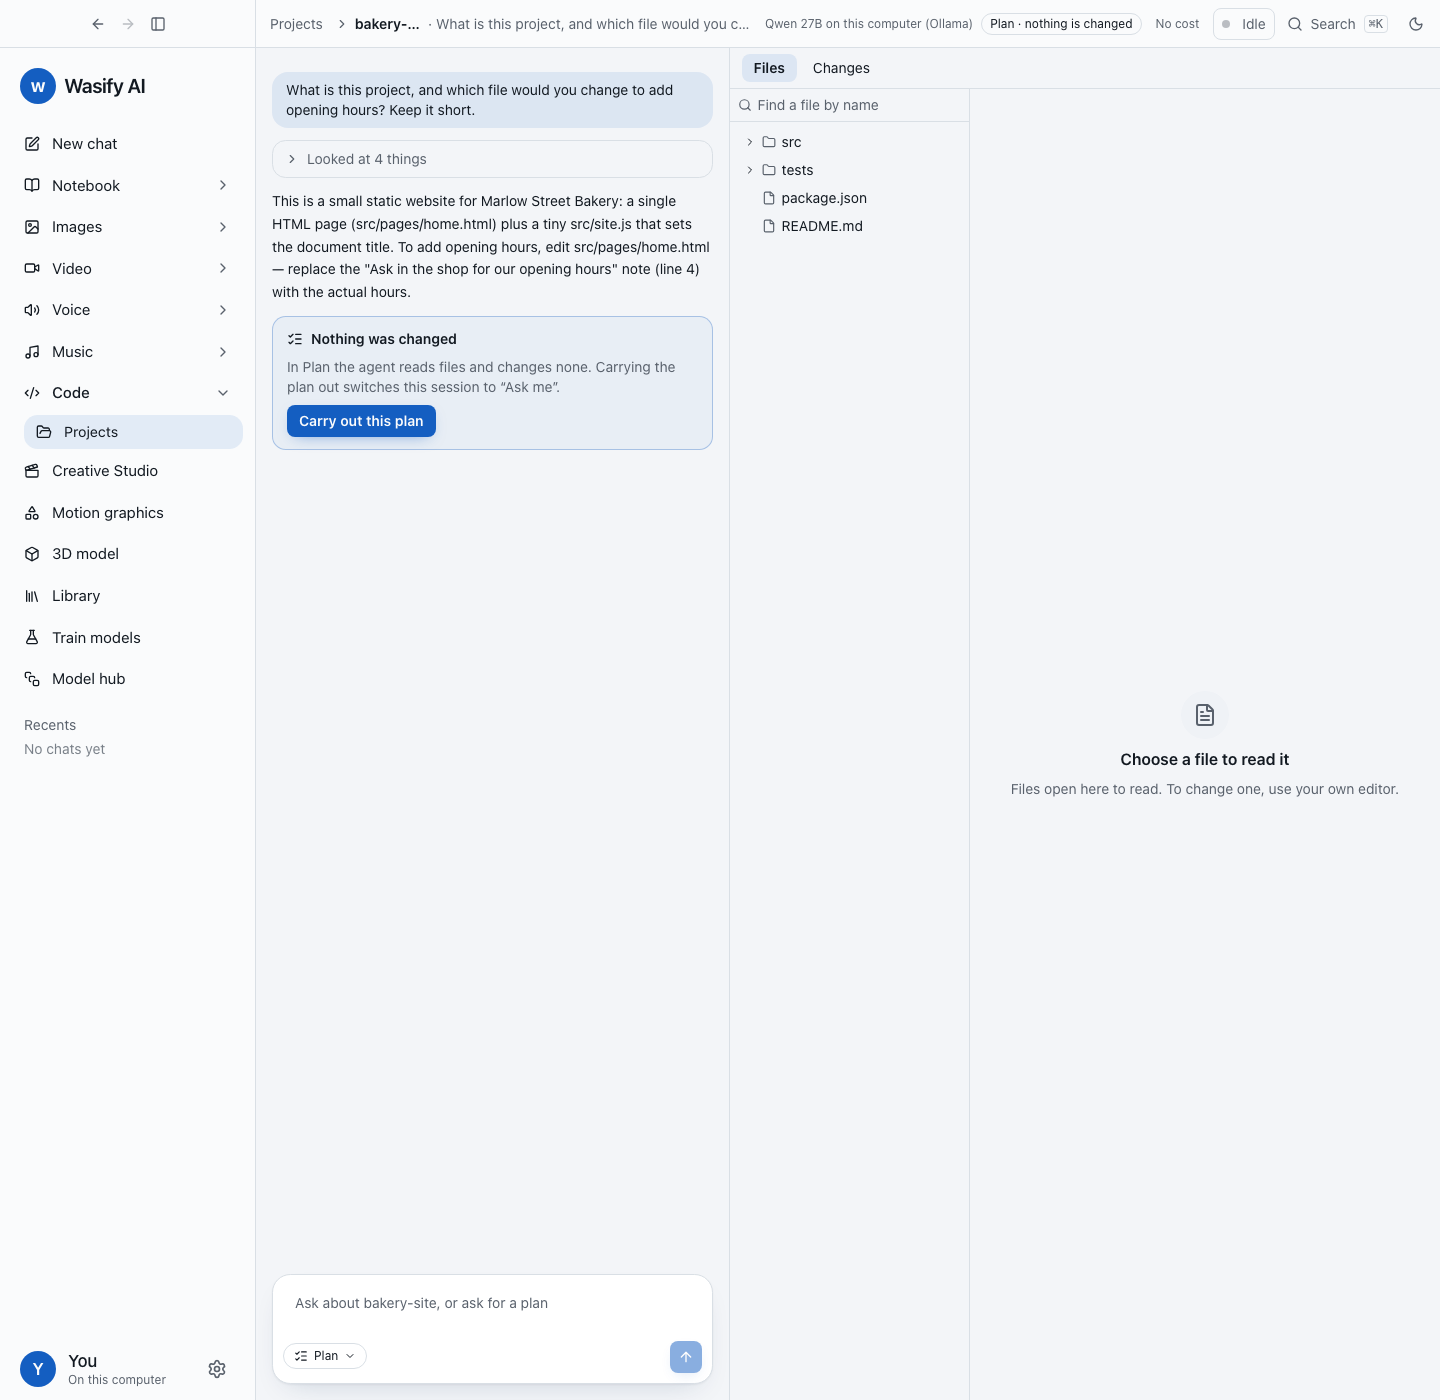 Projects
bakery-...
· What is this project, and which file would you c...
Qwen 27B on this computer (Ollama)
Plan · nothing is changed
No cost
Idle
Search
⌘K
W
Wasify AI
New chat
Notebook
Images
Video
Voice
Music
Code
Projects
Creative Studio
Motion graphics
3D model
Library
Train models
Model hub
Recents
No chats yet
Y
You
On this computer
What is this project, and which file would you change to add
opening hours? Keep it short.
Looked at 4 things
This is a small static website for Marlow Street Bakery: a single
HTML page (src/pages/home.html) plus a tiny src/site.js that sets
the document title. To add opening hours, edit src/pages/home.html
— replace the "Ask in the shop for our opening hours" note (line 4)
with the actual hours.
Nothing was changed
In Plan the agent reads files and changes none. Carrying the
plan out switches this session to “Ask me”.
Carry out this plan
Ask about bakery-site, or ask for a plan
Plan
Files
Changes
Find a file by name
src
tests
package.json
README.md
Choose a file to read it
Files open here to read. To change one, use your own editor.